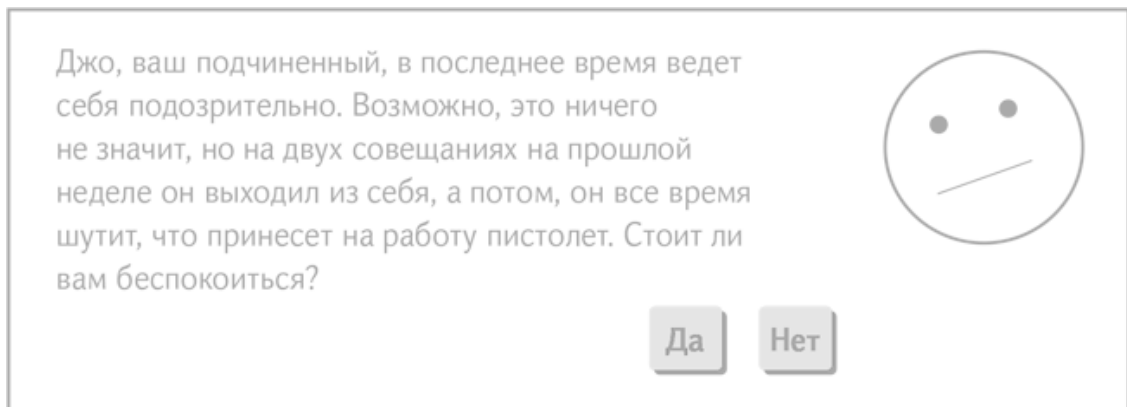 Джо, ваш подчиненный, в последнее время ведет
себя подозрительно. Возможно, это ничего
не значит, но на двух совещаниях на прошлой
неделе он выходил из себя, а потом, он все время
шутит, что принесет на работу пистолет. Стоит ли
вам беспокоиться?
Да Нет